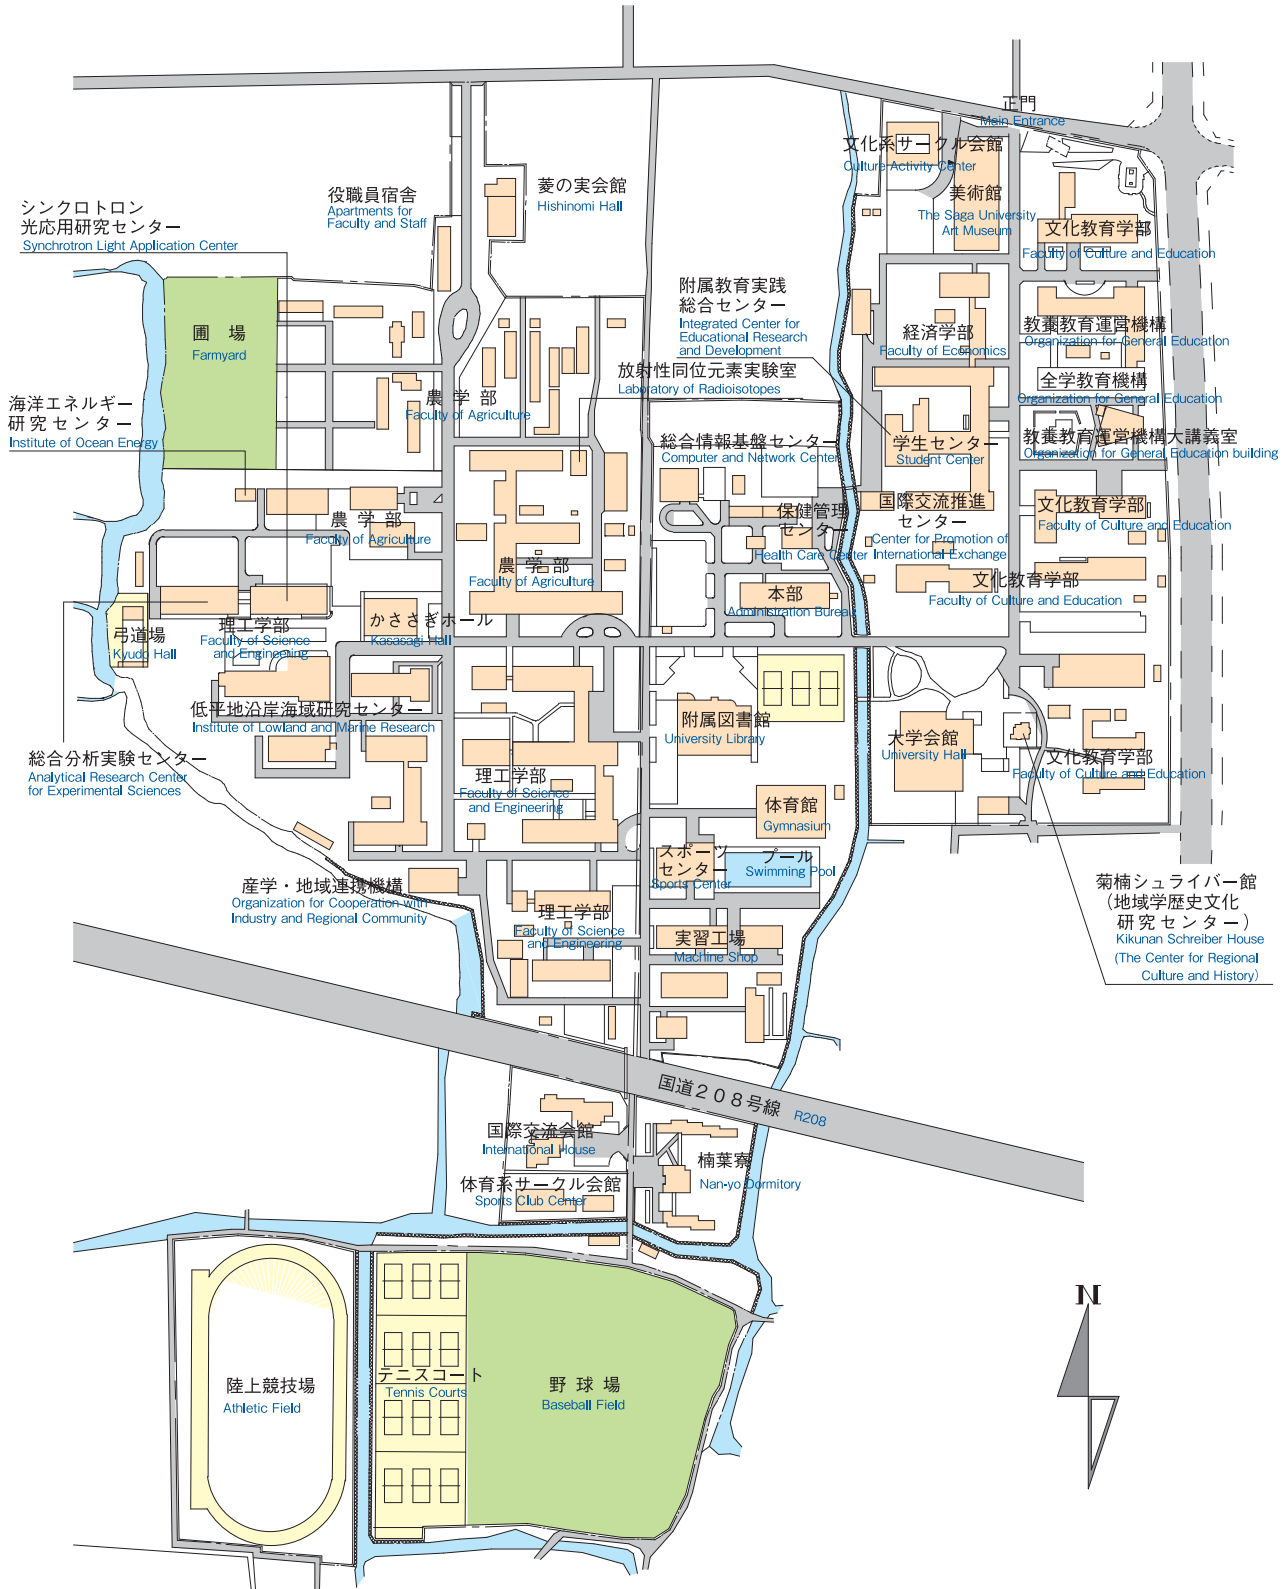 正門
Main Entrance
文化系サークル会館
Culture Activity Center
美術館
The Saga University
Art Museum
役職員宿舎
Apartments for
Faculty and Staff
菱の実会館
Hishinomi Hall
シンクロトロン
光応用研究センター
Synchrotron Light Application Center
文化教育学部
Faculty of Culture and Education
附属教育実践
総合センター
Integrated Center for
Educational Research
and Development
圃 場
Farmyard
経済学部
Faculty of Economics
教養教育運営機構
Organization for General Education
放射性同位元素実験室
Laboratory of Radioisotopes
全学教育機構
Organization for General Education
農 学 部
Faculty of Agriculture
海洋エネルギー
研究センター
Institute of Ocean Energy
総合情報基盤センター
Computer and Network Center
学生センター
Student Center
教養教育運営機構大講義室
Organization for General Education building
農 学 部
Faculty of Agriculture
保健管理
センター
Health Care Center
国際交流推進
センター
Center for Promotion of
International Exchange
文化教育学部
Faculty of Culture and Education
農 学 部
Faculty of Agriculture
本部
Administration Bureau
文化教育学部
Faculty of Culture and Education
弓道場
Kyudo Hall
理工学部
Faculty of Science
and Engineering
かささぎホール
Kasasagi Hall
低平地沿岸海域研究センター
Institute of Lowland and Marine Research
附属図書館
University Library
大学会館
University Hall
文化教育学部
Faculty of Culture and Education
総合分析実験センター
Analytical Research Center
for Experimental Sciences
理工学部
Faculty of Science
and Engineering
体育館
Gymnasium
スポーツ
センター
Sports Center
プール
Swimming Pool
産学・地域連携機構
Organization for Cooperation with
Industry and Regional Community
理工学部
Faculty of Science
and Engineering
実習工場
Machine Shop
菊楠シュライバー館
（地域学歴史文化
研究センター）
Kikunan Schreiber House
(The Center for Regional
Culture and History)
国道２０８号線 R208
国際交流会館
International House
楠葉寮
Nan-yo Dormitory
体育系サークル会館
Sports Club Center
N
陸上競技場
Athletic Field
テニスコート
Tennis Courts
野 球 場
Baseball Field